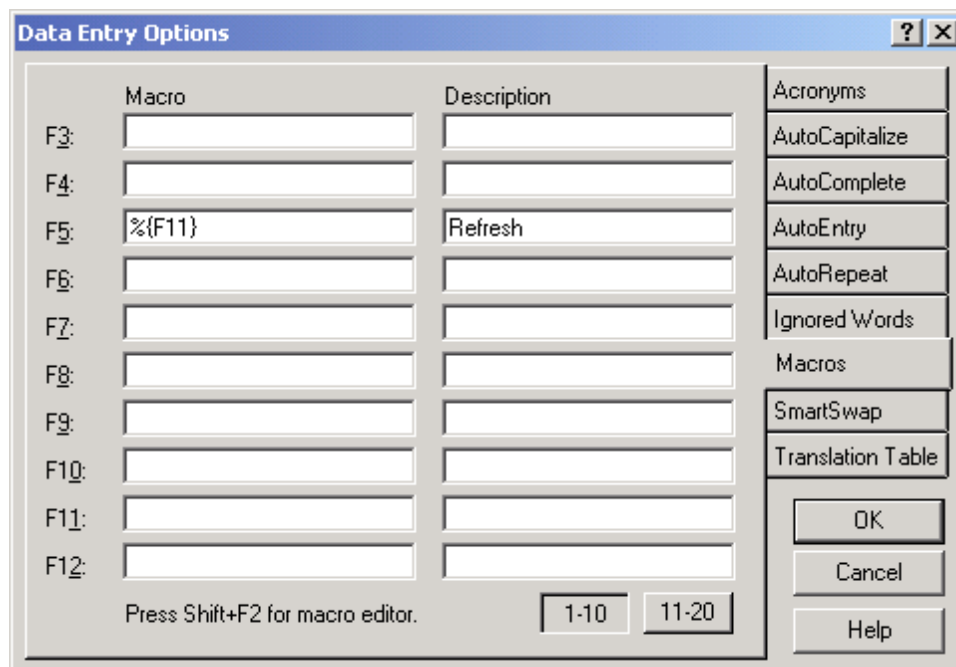 Data Entry Options
Macro Description
F3:
F4:
F5: %{F11} Refresh
F6:
F7:
F8:
F9:
F10:
F11:
F12:
Press Shift+F2 for macro editor. 1-10 11-20
Acronyms
AutoCapitalize
AutoComplete
AutoEntry
AutoRepeat
Ignored Words
Macros
SmartSwap
Translation Table
OK
Cancel
Help